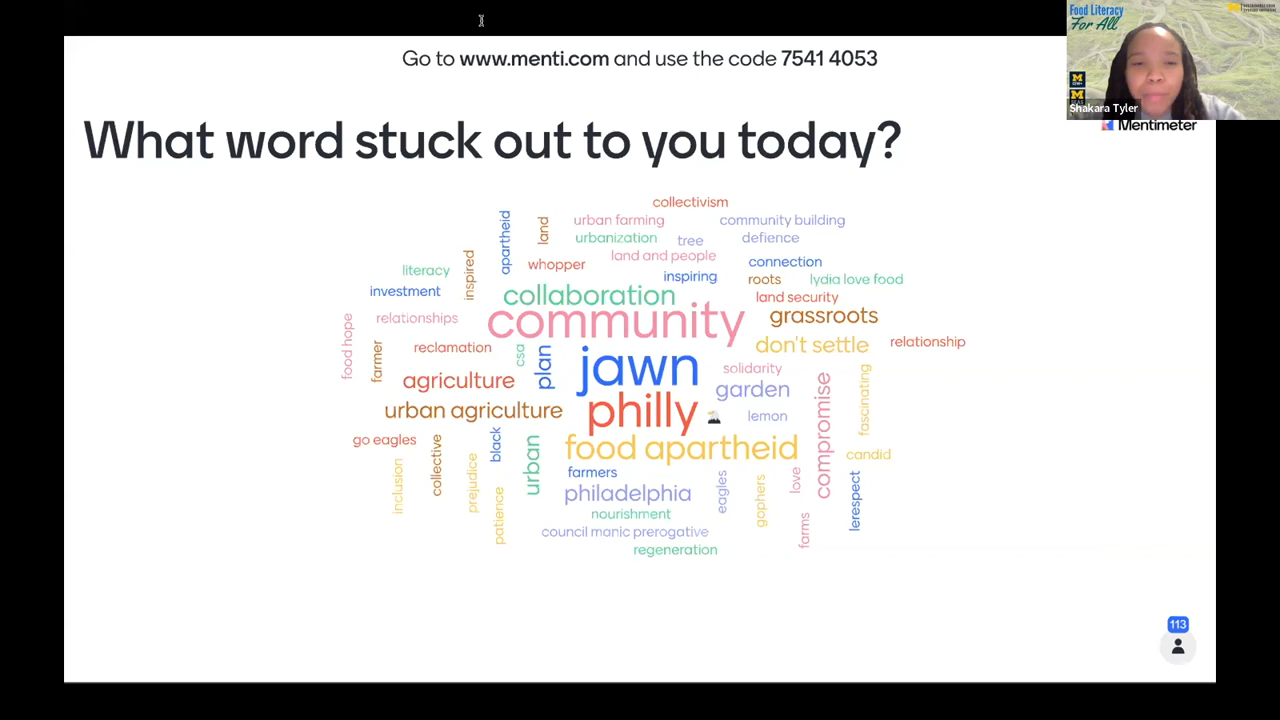 Go to www.menti.com and use the code 7541 4053
Food Literacy
For All
Shakara Tyler
Mentimeter
What word stuck out to you today?
collectivism
urban farming
community building
apartheid
land
urbanization
tree
defience
land and people
inspired
whopper
connection
literacy
inspiring
roots
lydia love food
investment
collaboration
land security
relationships
community
grassroots
food hope
farmer
reclamation
csa
plan
jawn
don't settle
relationship
solidarity
agriculture
garden
compromise
fascinating
urban agriculture
philly
lemon
go eagles
collective
black
urban
food apartheid
candid
inclusion
prejudice
patience
farmers
philadelphia
eagles
gophers
love
lerespect
nourishment
farms
council manic prerogative
regeneration
113